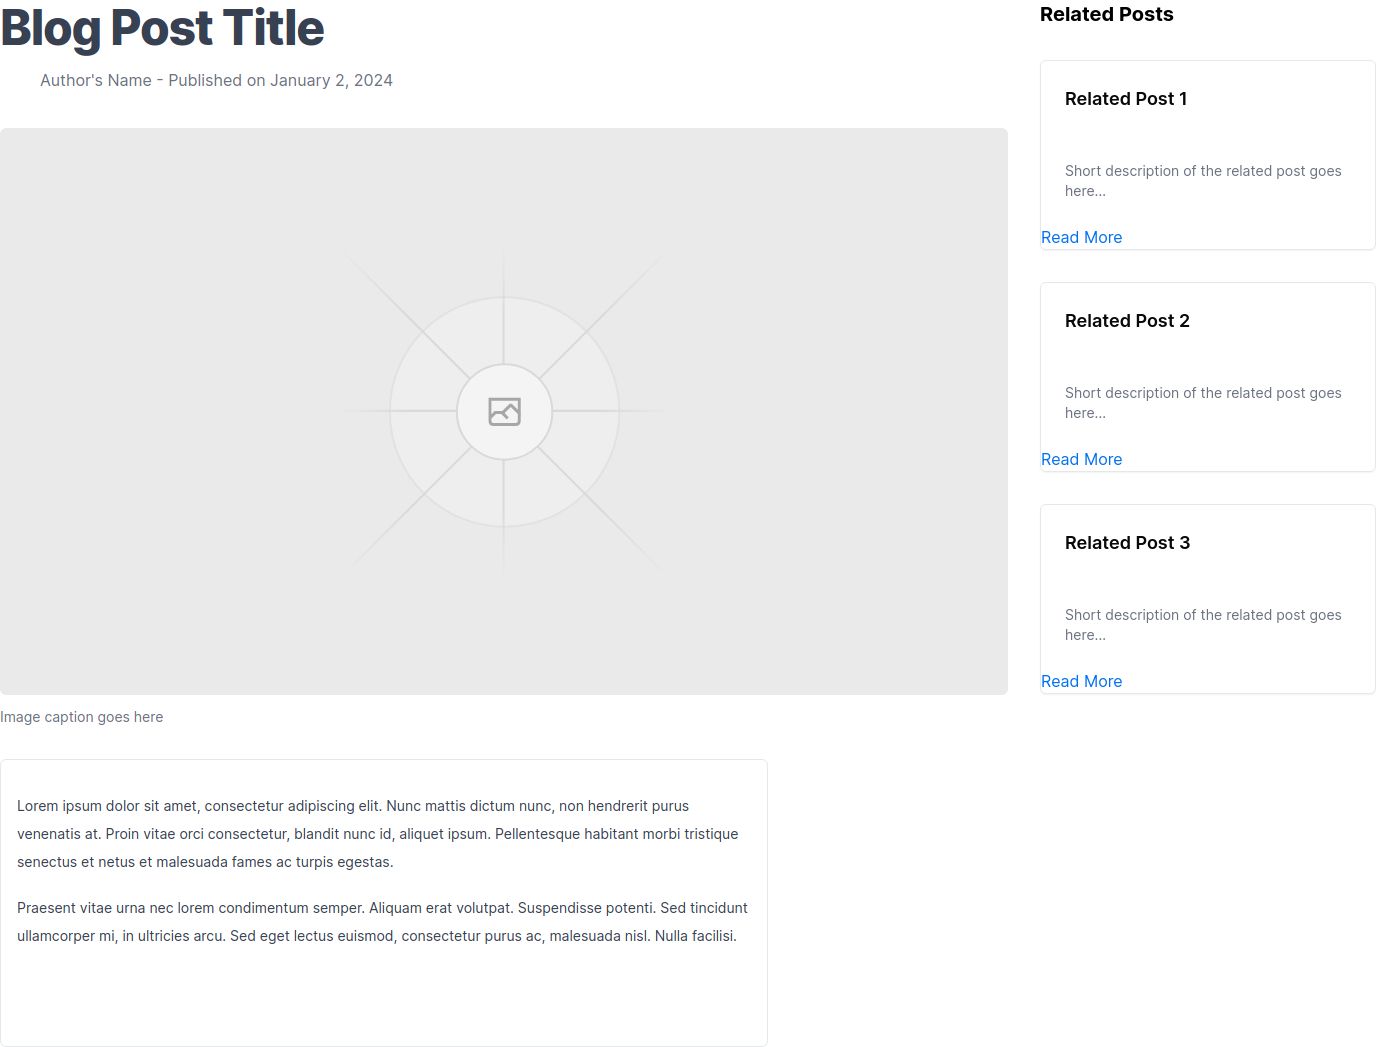 Blog Post Title
Author's Name - Published on January 2, 2024
Image caption goes here
Lorem ipsum dolor sit amet, consectetur adipiscing elit. Nunc mattis dictum nunc, non hendrerit purus
venenatis at. Proin vitae orci consectetur, blandit nunc id, aliquet ipsum. Pellentesque habitant morbi tristique
senectus et netus et malesuada fames ac turpis egestas.
Praesent vitae urna nec lorem condimentum semper. Aliquam erat volutpat. Suspendisse potenti. Sed tincidunt
ullamcorper mi, in ultricies arcu. Sed eget lectus euismod, consectetur purus ac, malesuada nisl. Nulla facilisi.
Related Posts
Related Post 1
Short description of the related post goes
here...
Read More
Related Post 2
Short description of the related post goes
here...
Read More
Related Post 3
Short description of the related post goes
here...
Read More